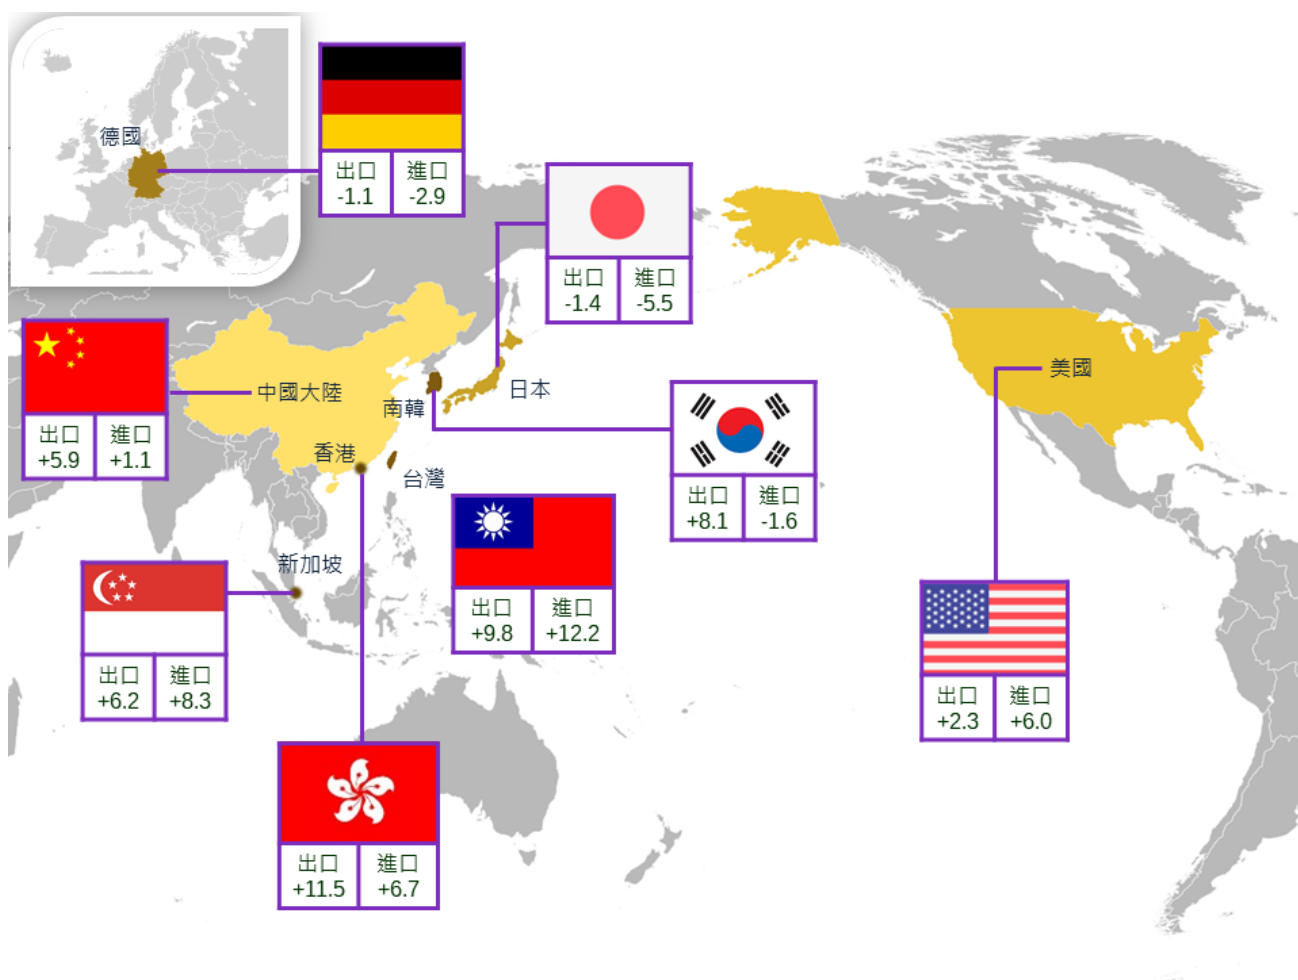 德國
出口 進口
-1.1 -2.9
出口 進口
-1.4 -5.5
日本
美國
中國大陸
出口 進口
+5.9 +1.1
南韓
出口 進口
+8.1 -1.6
香港
台灣
出口 進口
+9.8 +12.2
新加坡
出口 進口
+6.2 +8.3
出口 進口
+2.3 +6.0
出口 進口
+11.5 +6.7